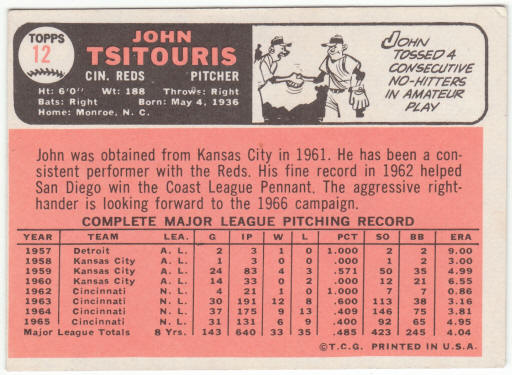 TOPPS
12
JOHN
TSITOURIS
CIN. REDS PITCHER
Ht: 6'0" Wt: 188 Throws: Right
Bats: Right Born: May 4, 1936
Home: Monroe, N. C.
JOHN
TOSSED 4
CONSECUTIVE
NO-HITTERS
IN AMATEUR
PLAY
John was obtained from Kansas City in 1961. He has been a con-
sistent performer with the Reds. His fine record in 1962 helped
San Diego win the Coast League Pennant. The aggressive right-
hander is looking forward to the 1966 campaign.
COMPLETE MAJOR LEAGUE PITCHING RECORD
YEAR TEAM LEA. G IP W L PCT SO BB ERA
1957 Detroit A. L. 2 3 1 0 1.000 2 2 9.00
1958 Kansas City A. L. 1 3 0 0 .000 1 2 3.00
1959 Kansas City A. L. 24 83 4 3 .571 50 35 4.99
1960 Kansas City A. L. 14 33 0 2 .000 12 21 6.55
1962 Cincinnati N. L. 2 21 1 0 1.000 7 7 0.86
1963 Cincinnati N. L. 30 191 12 8 .600 113 38 3.16
1964 Cincinnati N. L. 37 175 9 13 .409 146 75 3.81
1965 Cincinnati N. L. 31 131 6 9 .400 92 65 4.95
Major League Totals 8 Yrs. 143 640 33 35 .485 423 245 4.04
©T.C.G. PRINTED IN U.S.A.